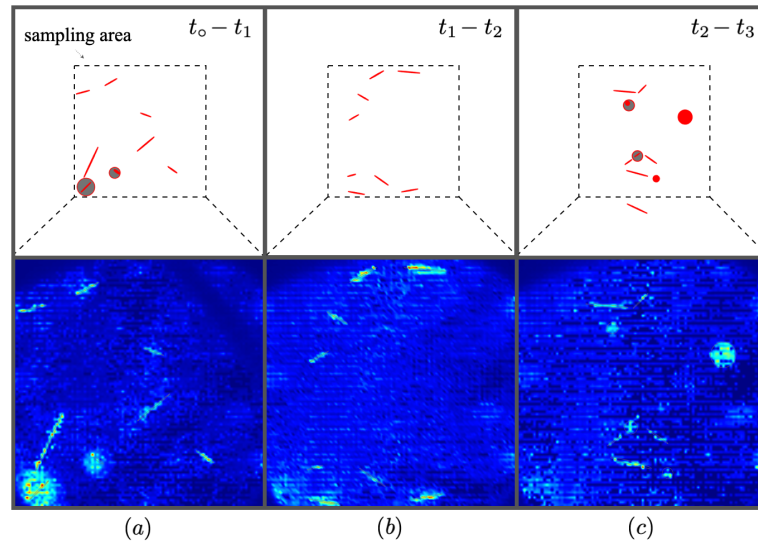 sampling area
t∘ − t₁
t₁ − t₂
t₂ − t₃
(a)
(b)
(c)